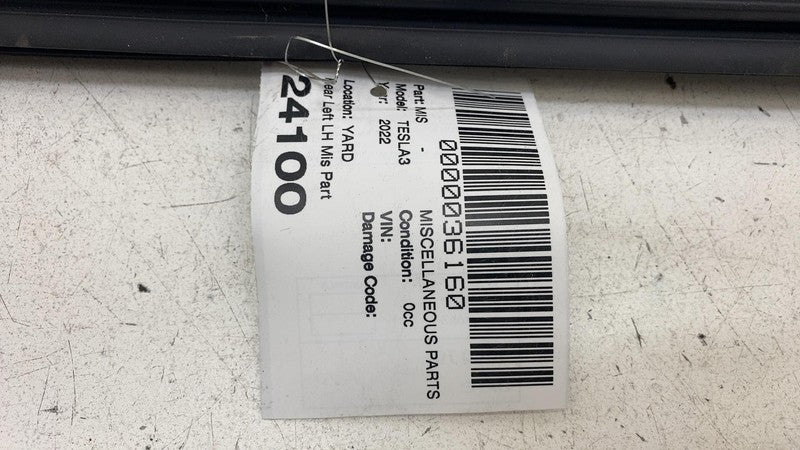 0000036160
Part: MIS - MISCELLANEOUS PARTS
Model: TESLA3 Condition: 0cc
Year: 2022 VIN:
Damage Code:
Location: YARD
Rear Left LH Mis Part
24100